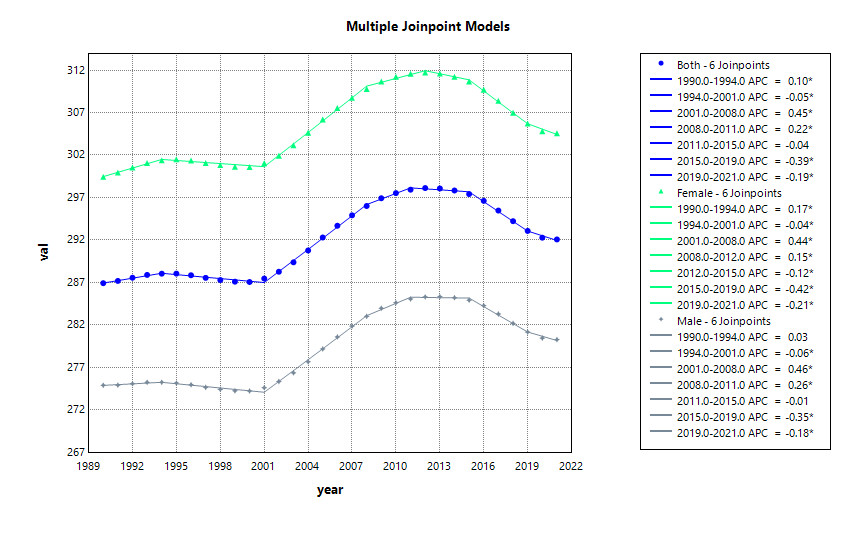 Multiple Joinpoint Models
312
307
302
297
292
287
282
277
272
267
val
1989 1992 1995 1998 2001 2004 2007 2010 2013 2016 2019 2022
year
Both - 6 Joinpoints
1990.0-1994.0 APC = 0.10*
1994.0-2001.0 APC = -0.05*
2001.0-2008.0 APC = 0.45*
2008.0-2011.0 APC = 0.22*
2011.0-2015.0 APC = -0.04
2015.0-2019.0 APC = -0.39*
2019.0-2021.0 APC = -0.19*
Female - 6 Joinpoints
1990.0-1994.0 APC = 0.17*
1994.0-2001.0 APC = -0.04*
2001.0-2008.0 APC = 0.44*
2008.0-2012.0 APC = 0.15*
2012.0-2015.0 APC = -0.12*
2015.0-2019.0 APC = -0.42*
2019.0-2021.0 APC = -0.21*
Male - 6 Joinpoints
1990.0-1994.0 APC = 0.03
1994.0-2001.0 APC = -0.06*
2001.0-2008.0 APC = 0.46*
2008.0-2011.0 APC = 0.26*
2011.0-2015.0 APC = -0.01
2015.0-2019.0 APC = -0.35*
2019.0-2021.0 APC = -0.18*